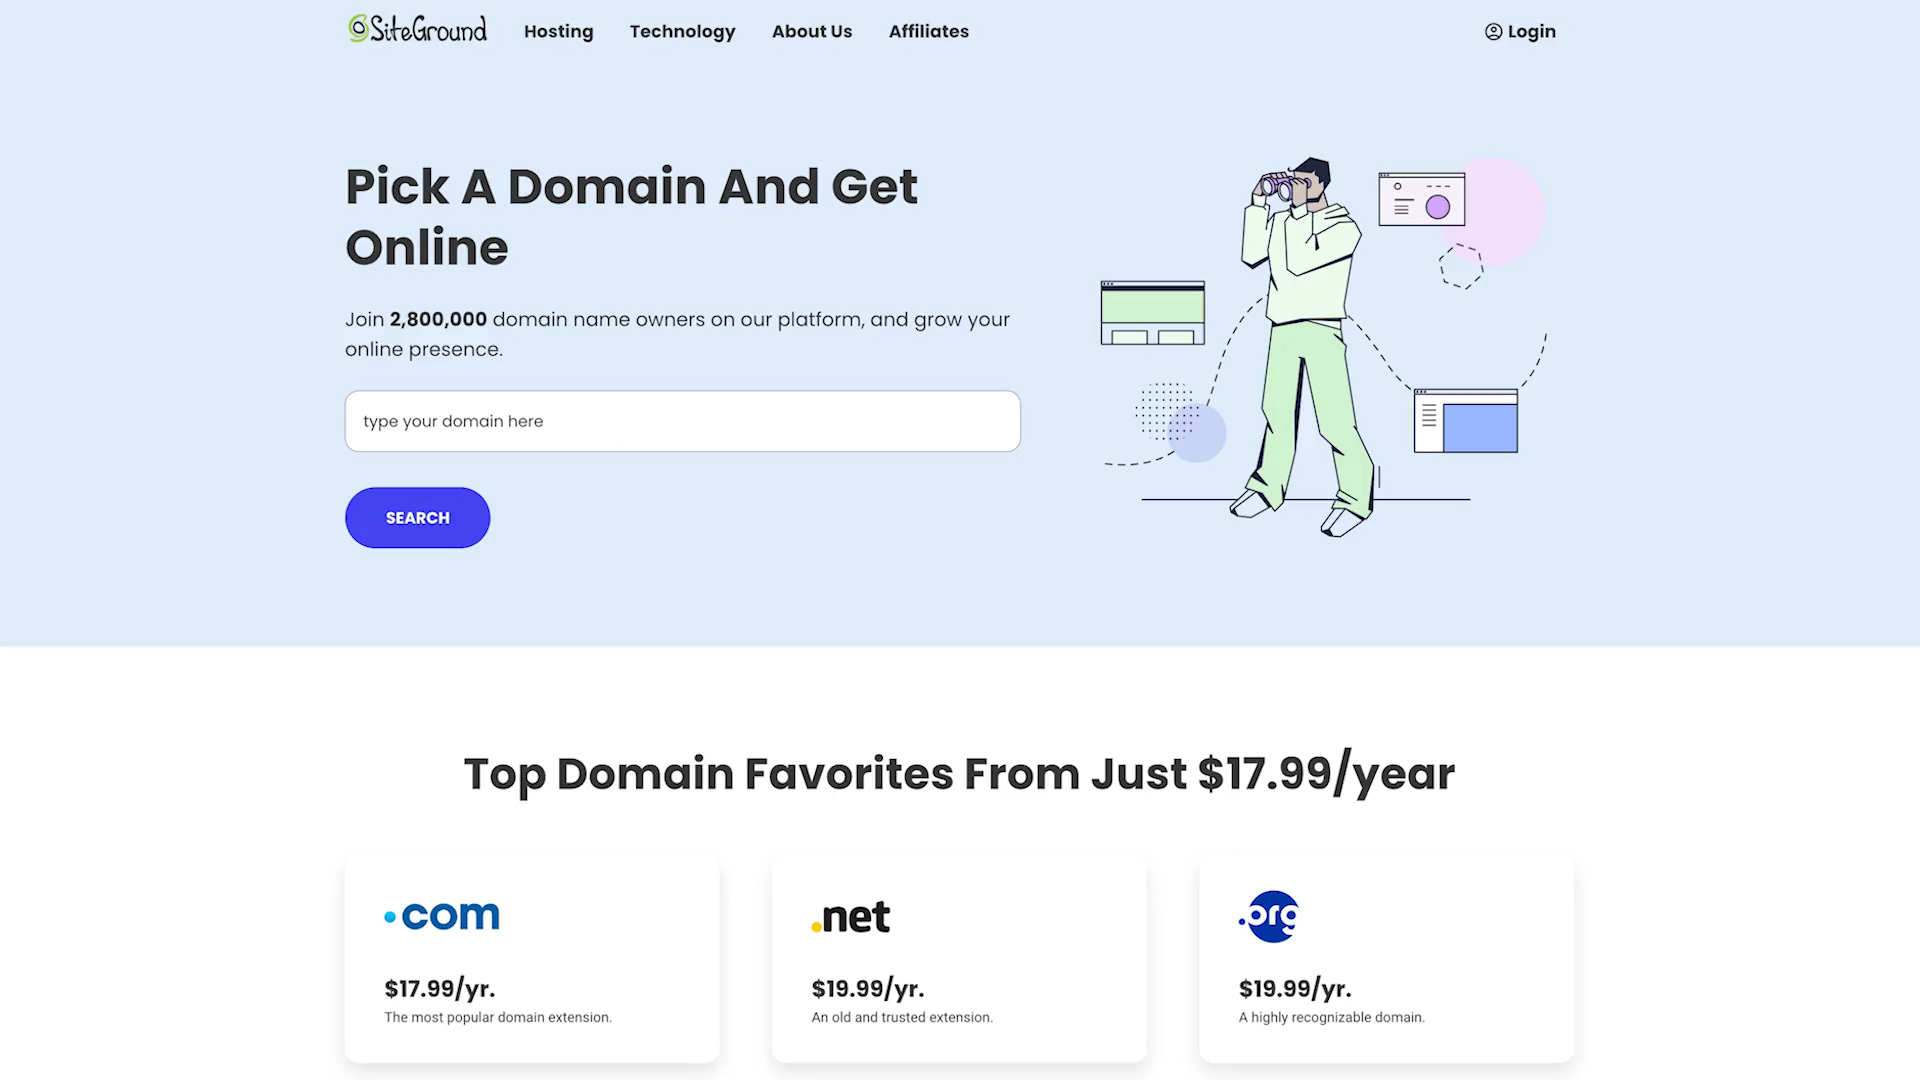 SiteGround
Hosting
Technology
About Us
Affiliates
Login
Pick A Domain And Get
Online
Join 2,800,000 domain name owners on our platform, and grow your
online presence.
type your domain here
SEARCH
Top Domain Favorites From Just $17.99/year
.com
$17.99/yr.
The most popular domain extension.
.net
$19.99/yr.
An old and trusted extension.
.org
$19.99/yr.
A highly recognizable domain.